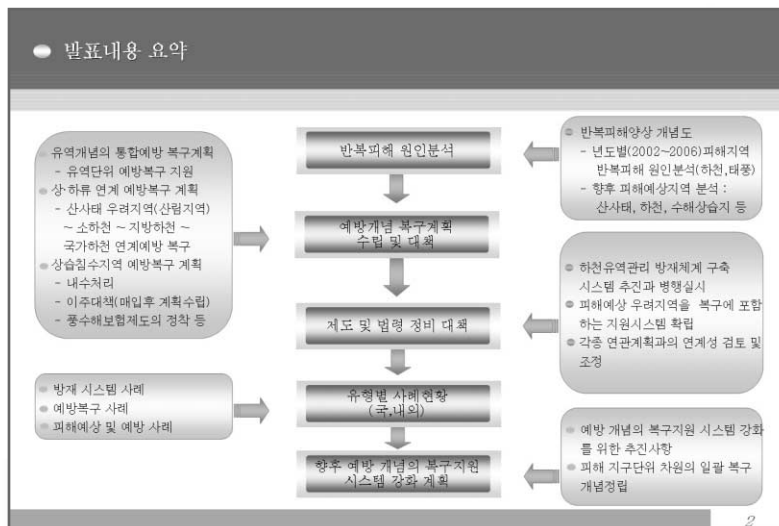 발표내용 요약
유역개념의 통합예방 복구계획
- 유역단위 예방복구 지원
상·하류 연계 예방복구 계획
- 산사태 우려지역(산림지역)
~ 소하천 ~ 지방하천 ~
국가하천 연계예방 복구
상습침수지역 예방복구 계획
- 내수처리
- 이주대책(매입후 계획수립)
- 풍수해보험제도의 정착 등
방재 시스템 사례
예방복구 사례
피해예상 및 예방 사례
반복피해 원인분석
예방개념 복구계획
수립 및 대책
제도 및 법령 정비 대책
유형별 사례현황
(국,내외)
향후 예방 개념의 복구지원
시스템 강화 계획
반복피해양상 개념도
- 년도별(2002~2006)피해지역
반복피해 원인분석(하천,태풍)
- 향후 피해예상지역 분석 :
산사태, 하천, 수해상습지 등
하천유역관리 방재체계 구축
시스템 추진과 병행실시
피해예상 우려지역을 복구에 포함
하는 지원시스템 확립
각종 연관계획과의 연계성 검토 및
조정
예방 개념의 복구지원 시스템 강화
를 위한 추진사항
피해 지구단위 차원의 일괄 복구
개념정립
2